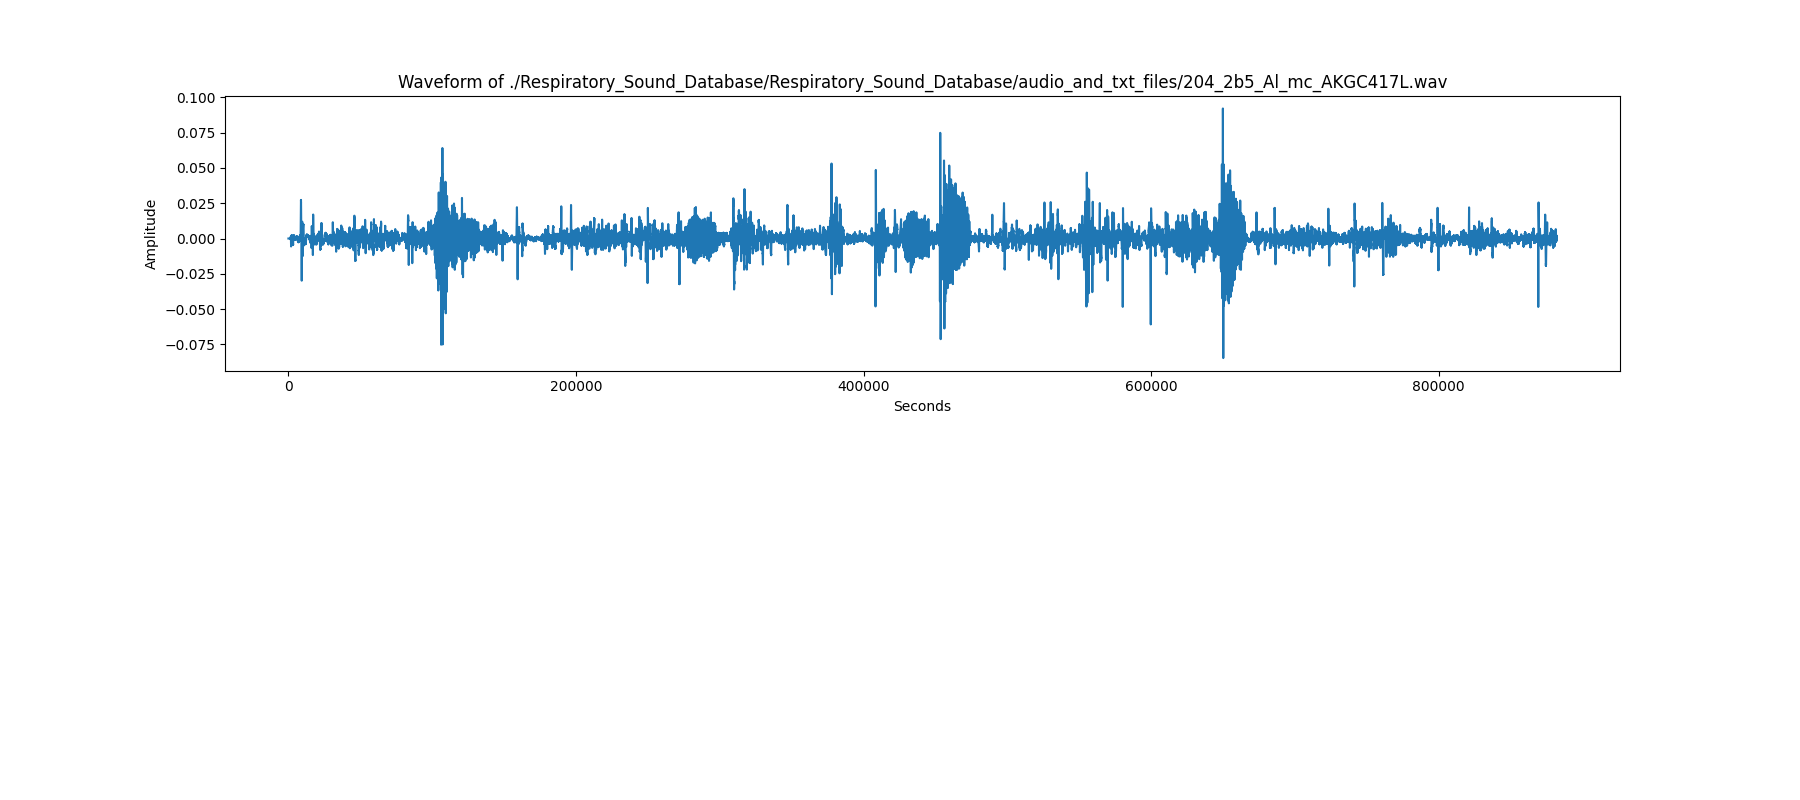 Waveform of ./Respiratory_Sound_Database/Respiratory_Sound_Database/audio_and_txt_files/204_2b5_Al_mc_AKGC417L.wav
0.100
0.075
0.050
0.025
0.000
−0.025
−0.050
−0.075
Amplitude
0 200000 400000 600000 800000
Seconds